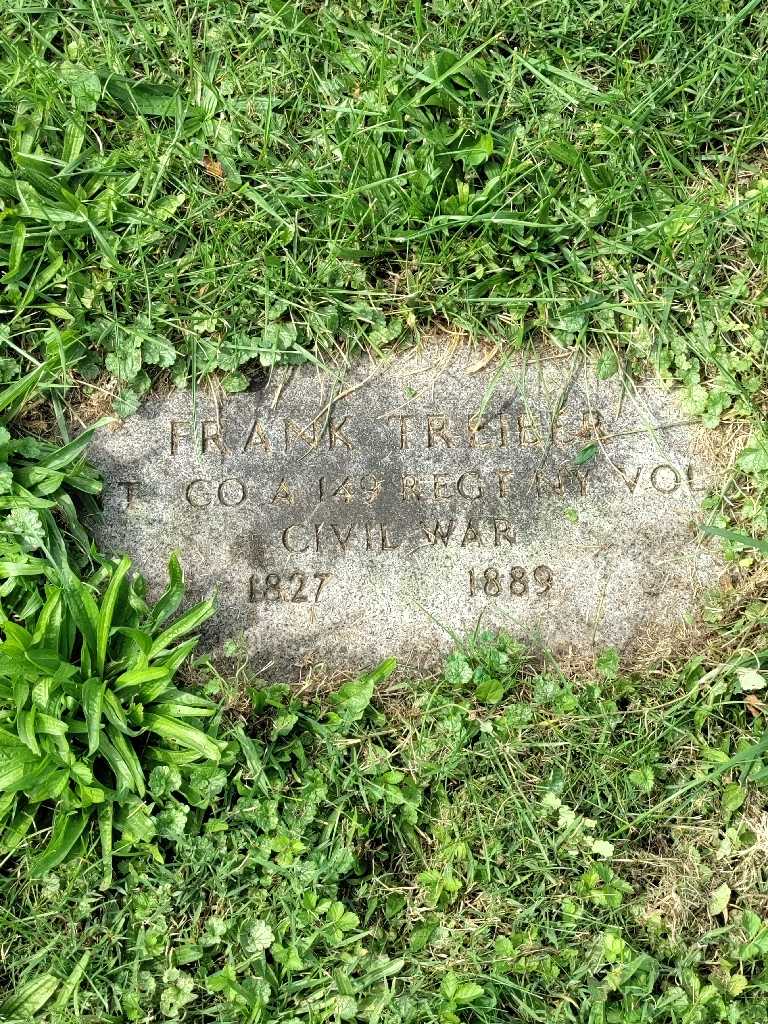 FRANK TREIBER
T CO A 149 REGT NY VOL
CIVIL WAR
1827 1889